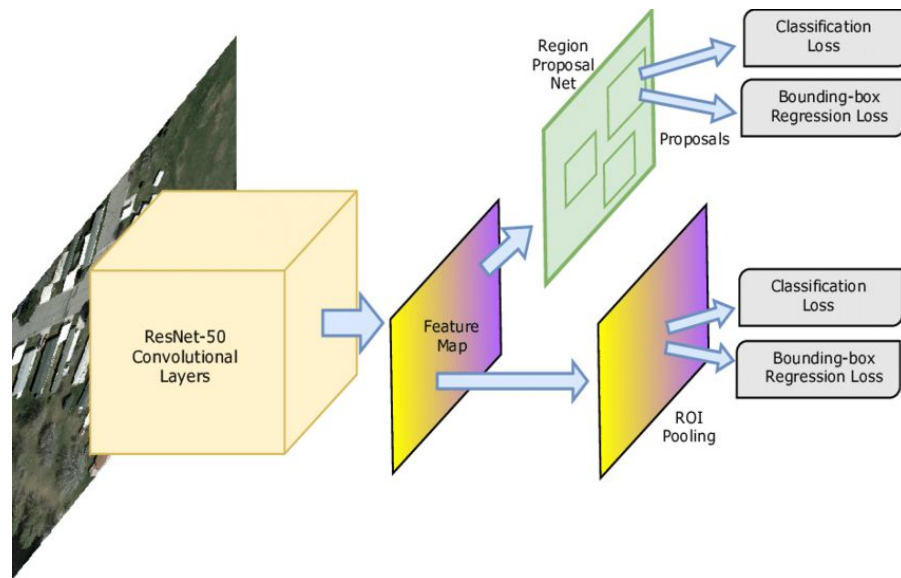 Classification
Loss
Region
Proposal
Net
Bounding-box
Regression Loss
Proposals
ResNet-50
Convolutional
Layers
Feature
Map
Classification
Loss
Bounding-box
Regression Loss
ROI
Pooling